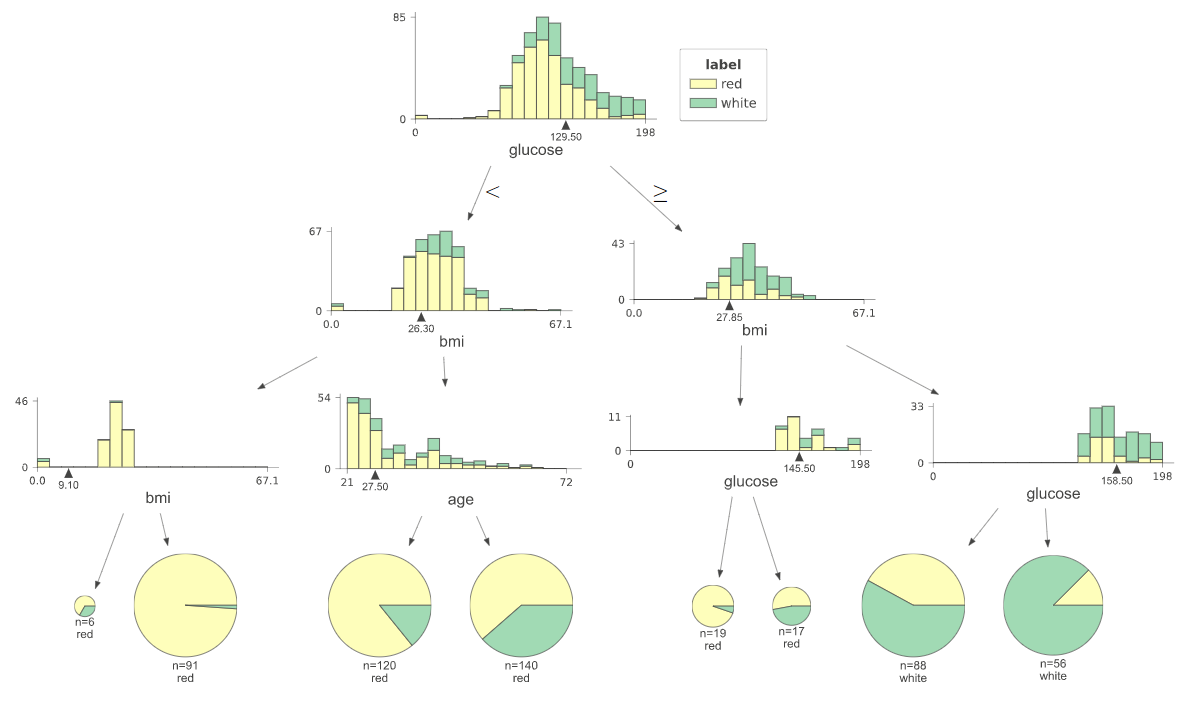 85
0
0
129.50
198
glucose
label
red
white
<
≥
67
0
0.0
26.30
67.1
bmi
43
0
0.0
27.85
67.1
bmi
46
0
0.0
9.10
67.1
bmi
54
0
21
27.50
72
age
11
0
0
145.50
198
glucose
33
0
0
158.50
198
glucose
n=6
red
n=91
red
n=120
red
n=140
red
n=19
red
n=17
red
n=88
white
n=56
white